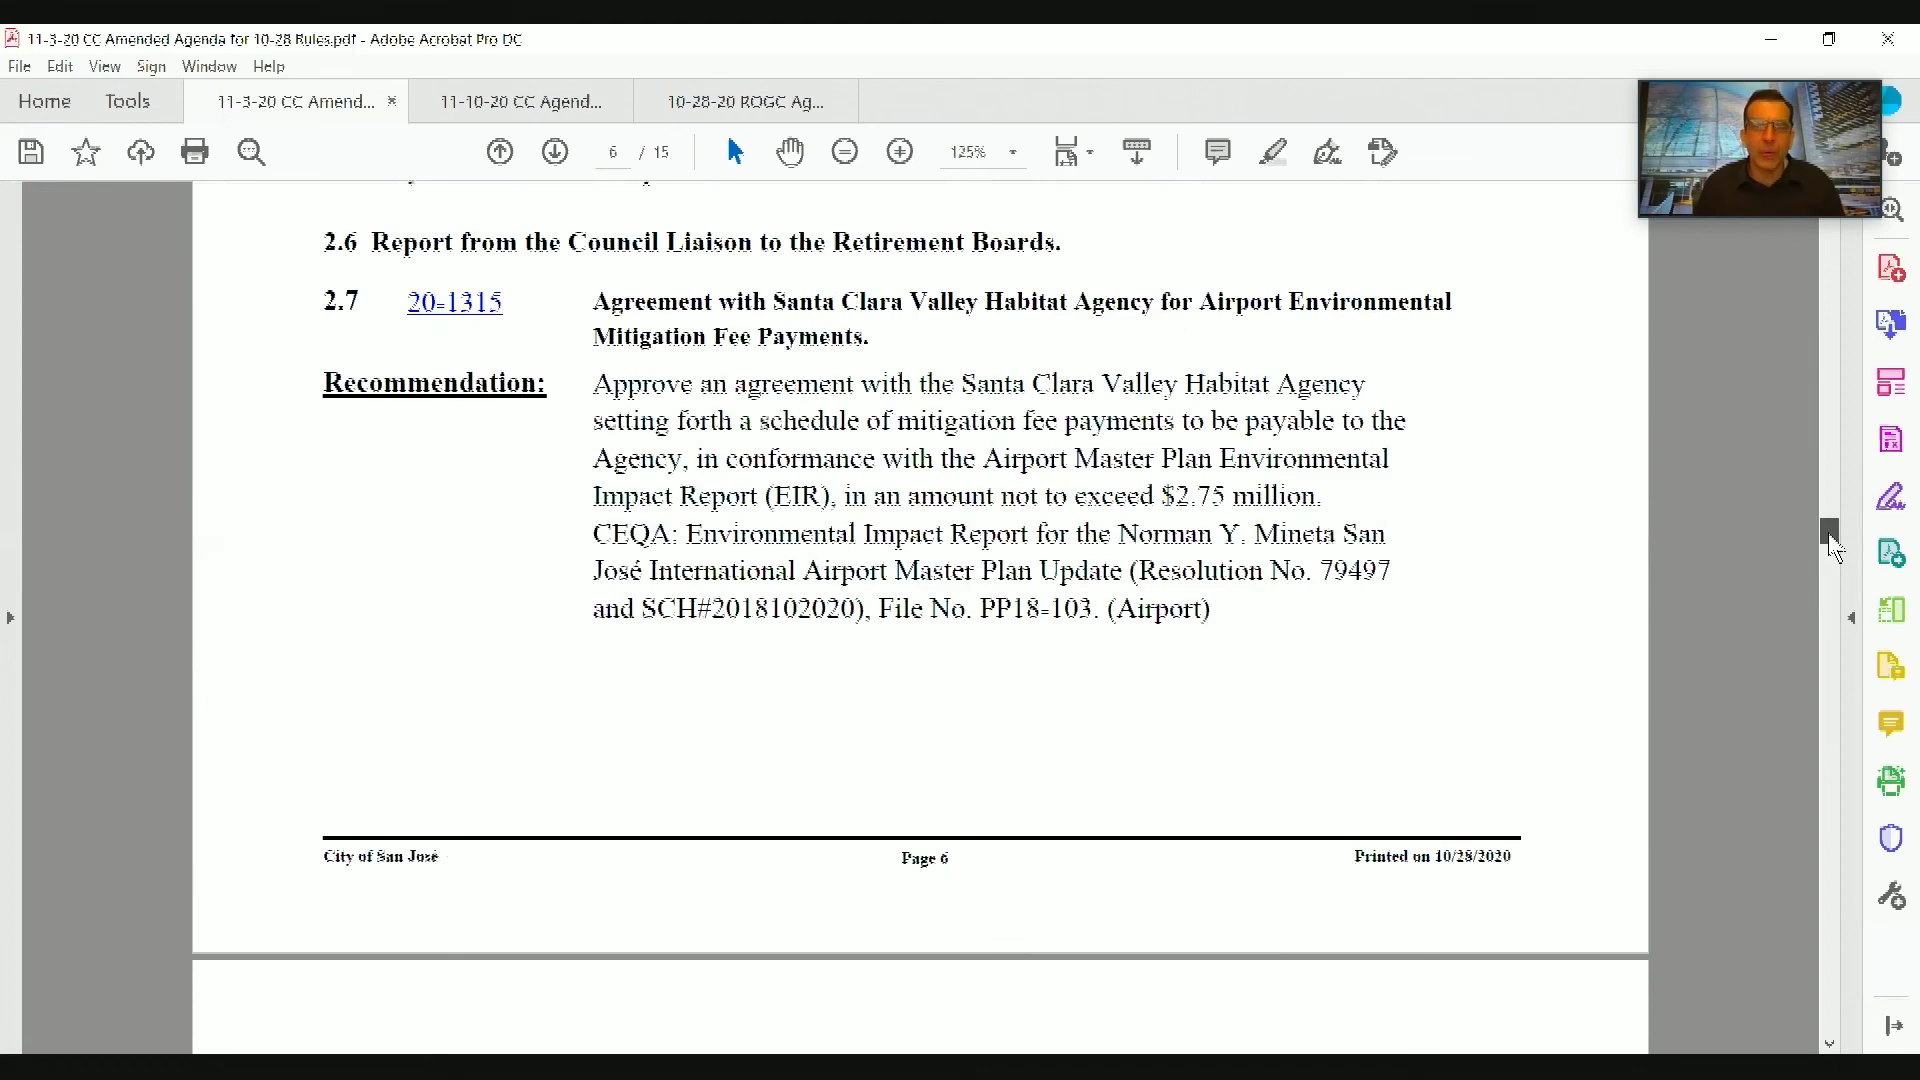 11-3-20 CC Amended Agenda for 10-28 Rules.pdf - Adobe Acrobat Pro DC
File Edit View Sign Window Help
Home Tools 11-3-20 CC Amend... × 11-10-20 CC Agend... 10-28-20 ROGC Ag...
6 / 15 125%
2.6 Report from the Council Liaison to the Retirement Boards.
2.7 20-1315 Agreement with Santa Clara Valley Habitat Agency for Airport Environmental
Mitigation Fee Payments.
Recommendation: Approve an agreement with the Santa Clara Valley Habitat Agency
setting forth a schedule of mitigation fee payments to be payable to the
Agency, in conformance with the Airport Master Plan Environmental
Impact Report (EIR), in an amount not to exceed $2.75 million.
CEQA: Environmental Impact Report for the Norman Y. Mineta San
José International Airport Master Plan Update (Resolution No. 79497
and SCH#2018102020), File No. PP18-103. (Airport)
City of San José Page 6 Printed on 10/28/2020